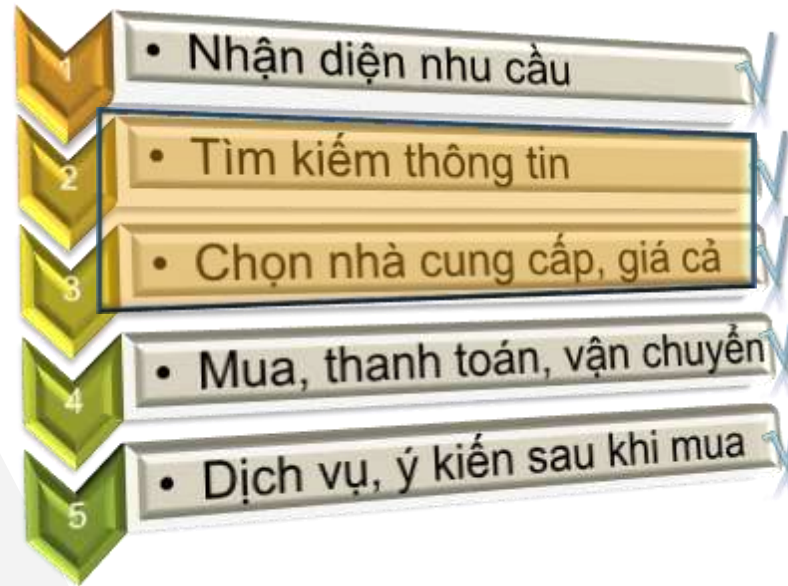 1 • Nhận diện nhu cầu
2 • Tìm kiếm thông tin
3 • Chọn nhà cung cấp, giá cả
4 • Mua, thanh toán, vận chuyển
5 • Dịch vụ, ý kiến sau khi mua